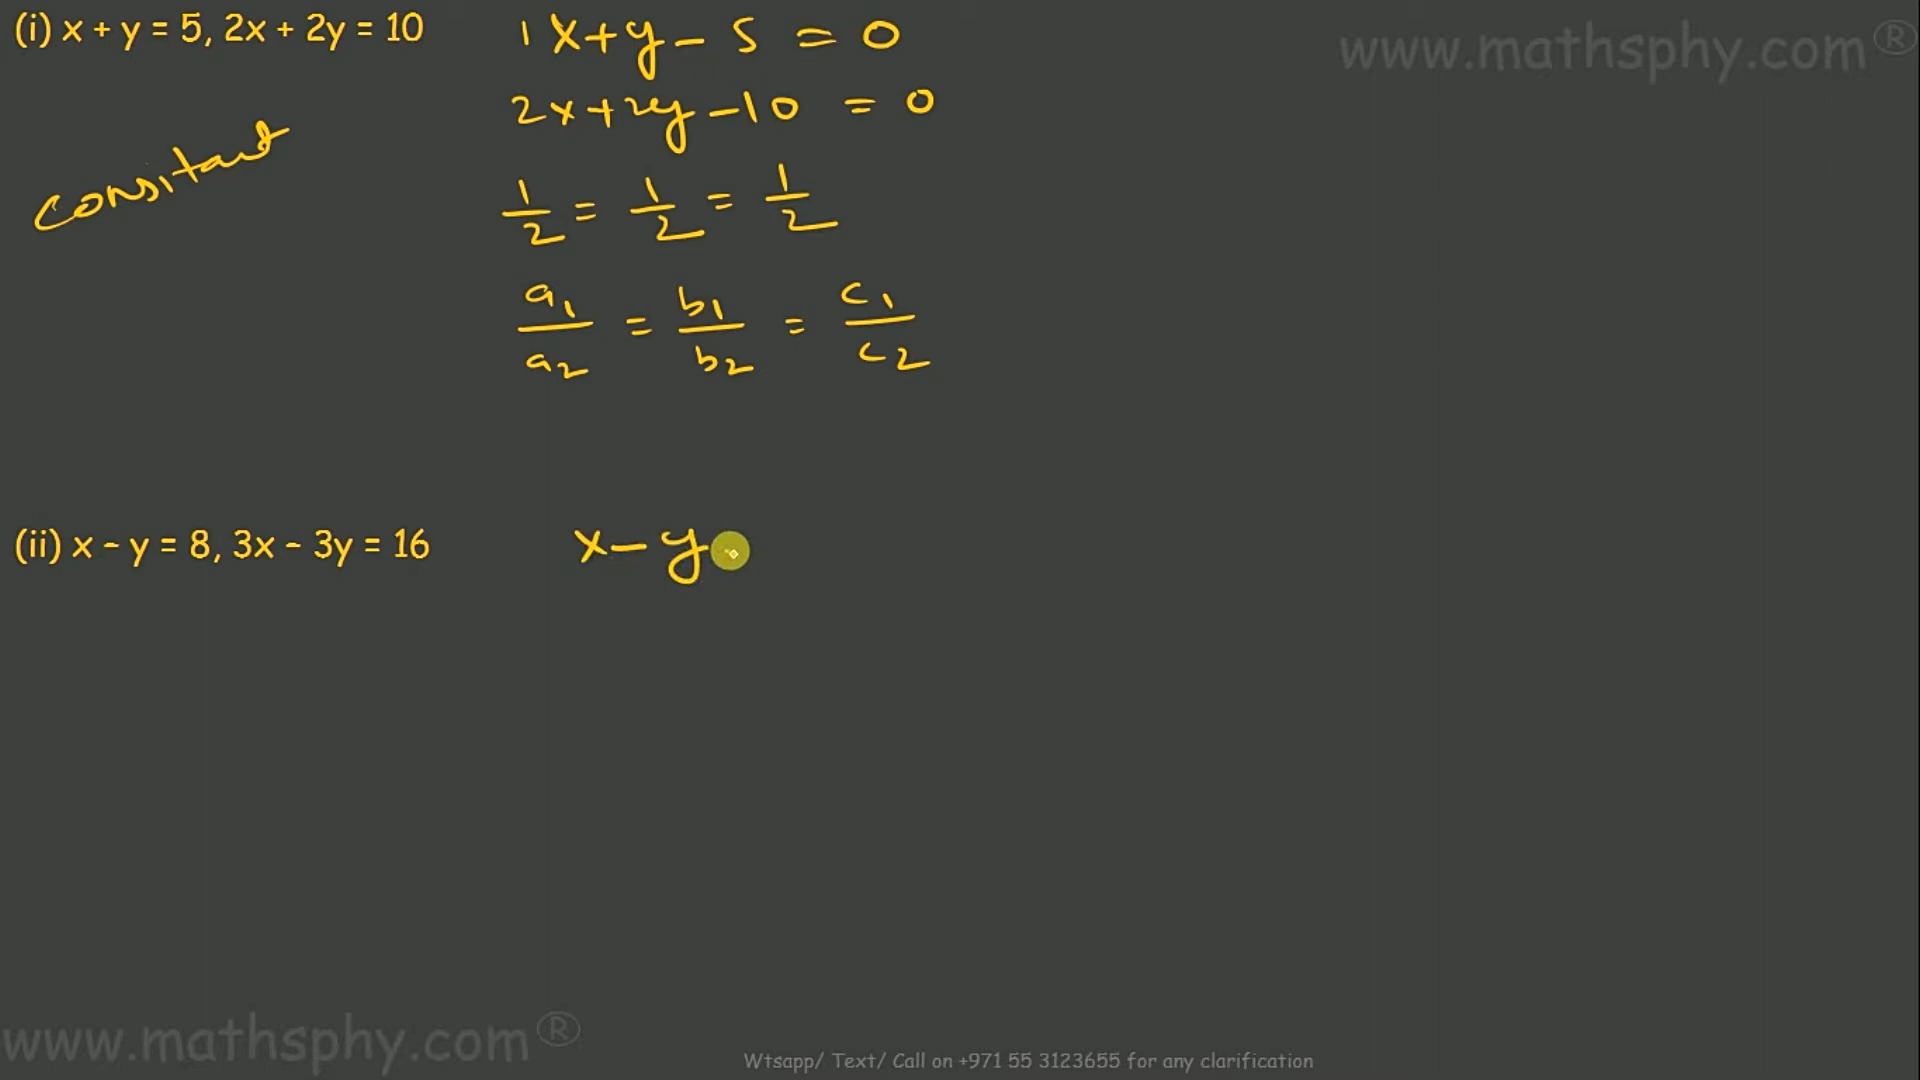 (i) x + y = 5, 2x + 2y = 10
1x+y-5 = 0
www.mathsphy.com®
2x+2y-10 = 0
consitant
1/2 = 1/2 = 1/2
a1/a2 = b1/b2 = c1/c2
(ii) x - y = 8, 3x - 3y = 16
x-y
www.mathsphy.com®
Wtsapp/ Text/ Call on +971 55 3123655 for any clarification